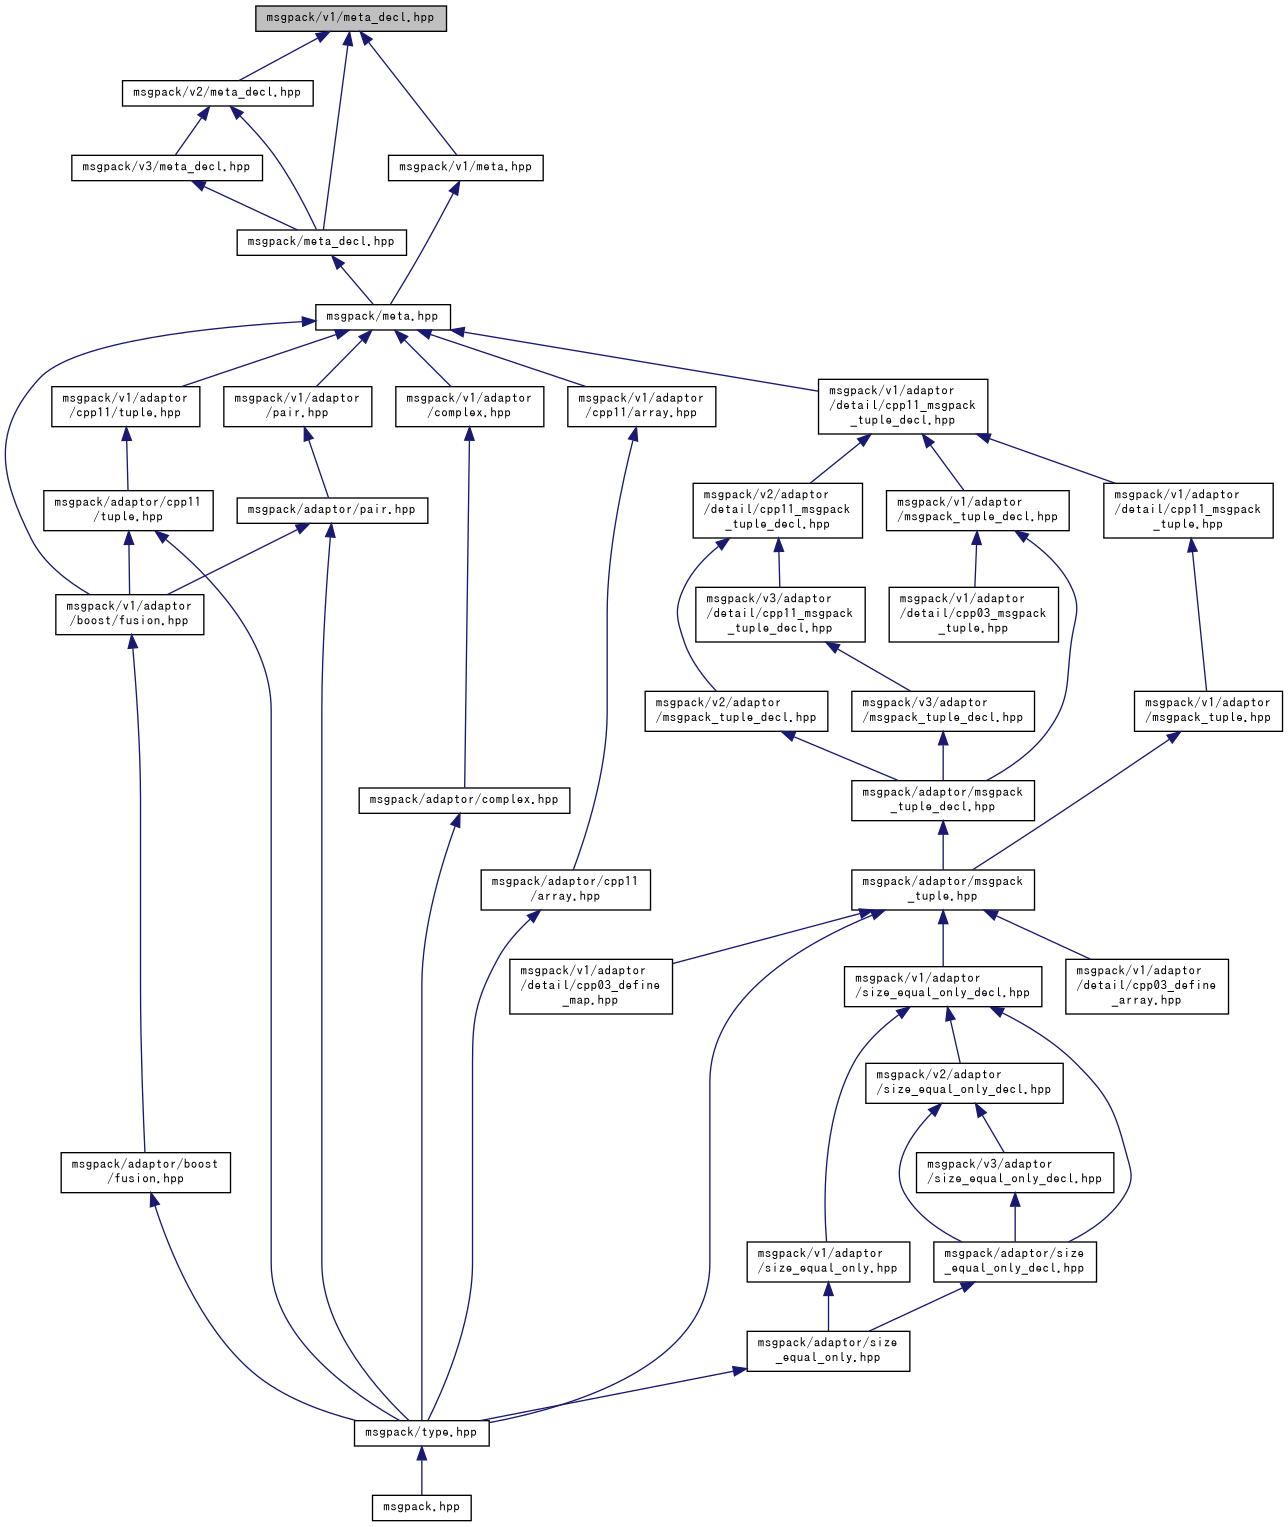 msgpack/v1/meta_decl.hpp
msgpack/v2/meta_decl.hpp
msgpack/v3/meta_decl.hpp
msgpack/v1/meta.hpp
msgpack/meta_decl.hpp
msgpack/meta.hpp
msgpack/v1/adaptor
/cpp11/tuple.hpp
msgpack/v1/adaptor
/pair.hpp
msgpack/v1/adaptor
/complex.hpp
msgpack/v1/adaptor
/cpp11/array.hpp
msgpack/v1/adaptor
/detail/cpp11_msgpack
_tuple_decl.hpp
msgpack/adaptor/cpp11
/tuple.hpp
msgpack/adaptor/pair.hpp
msgpack/v2/adaptor
/detail/cpp11_msgpack
_tuple_decl.hpp
msgpack/v1/adaptor
/msgpack_tuple_decl.hpp
msgpack/v1/adaptor
/detail/cpp11_msgpack
_tuple.hpp
msgpack/v1/adaptor
/boost/fusion.hpp
msgpack/v3/adaptor
/detail/cpp11_msgpack
_tuple_decl.hpp
msgpack/v1/adaptor
/detail/cpp03_msgpack
_tuple.hpp
msgpack/v2/adaptor
/msgpack_tuple_decl.hpp
msgpack/v3/adaptor
/msgpack_tuple_decl.hpp
msgpack/v1/adaptor
/msgpack_tuple.hpp
msgpack/adaptor/complex.hpp
msgpack/adaptor/msgpack
_tuple_decl.hpp
msgpack/adaptor/cpp11
/array.hpp
msgpack/adaptor/msgpack
_tuple.hpp
msgpack/v1/adaptor
/detail/cpp03_define
_map.hpp
msgpack/v1/adaptor
/size_equal_only_decl.hpp
msgpack/v1/adaptor
/detail/cpp03_define
_array.hpp
msgpack/v2/adaptor
/size_equal_only_decl.hpp
msgpack/adaptor/boost
/fusion.hpp
msgpack/v3/adaptor
/size_equal_only_decl.hpp
msgpack/v1/adaptor
/size_equal_only.hpp
msgpack/adaptor/size
_equal_only_decl.hpp
msgpack/adaptor/size
_equal_only.hpp
msgpack/type.hpp
msgpack.hpp